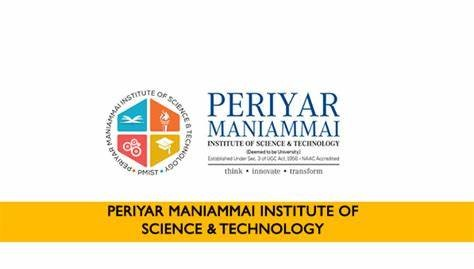 PERIYAR MANIAMMAI INSTITUTE OF SCIENCE & TECHNOLOGY
PMIST
PERIYAR
MANIAMMAI
INSTITUTE OF SCIENCE & TECHNOLOGY
(Deemed to be University)
Established Under Sec. 3 of UGC Act, 1956 • NAAC Accredited
think • innovate • transform
PERIYAR MANIAMMAI INSTITUTE OF
SCIENCE & TECHNOLOGY